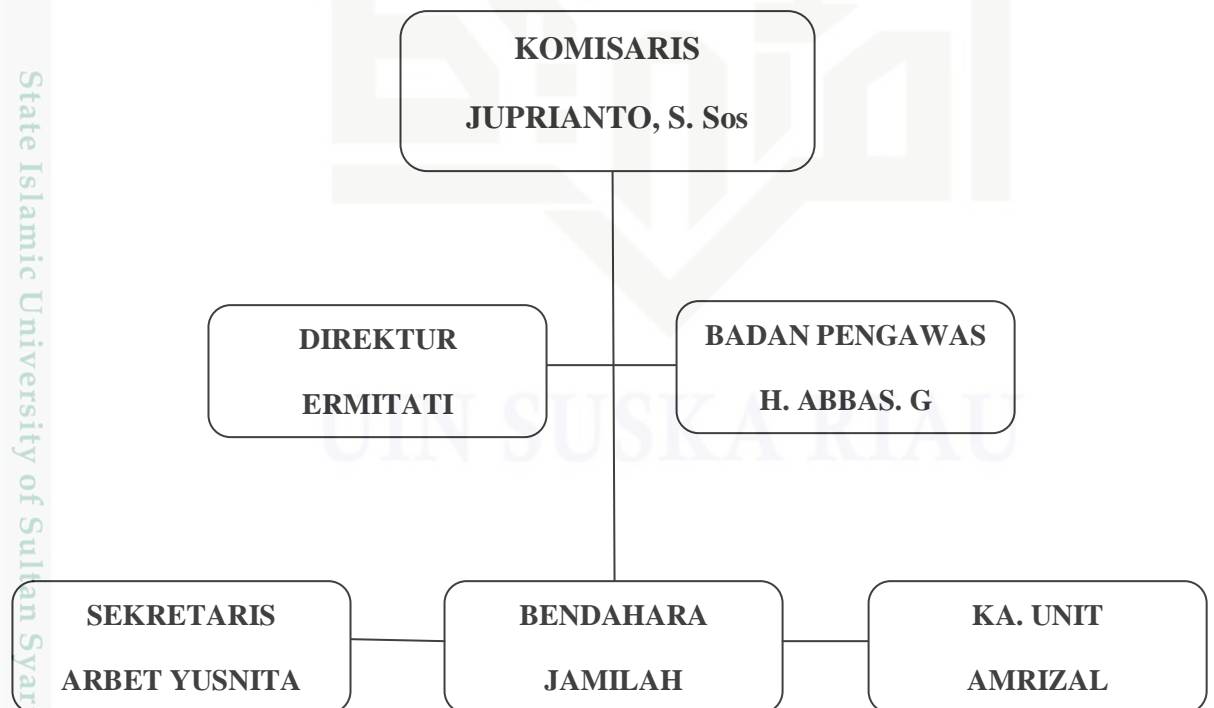 KOMISARIS
JUPRIANTO, S. Sos
DIREKTUR
ERMITATI
BADAN PENGAWAS
H. ABBAS. G
UIN SUSKA RIAU
SEKRETARIS
ARBET YUSNITA
BENDAHARA
JAMILAH
KA. UNIT
AMRIZAL
State Islamic University of Sultan Syar